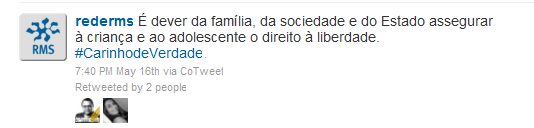 rederms É dever da família, da sociedade e do Estado assegurar
à criança e ao adolescente o direito à liberdade.
#CarinhodeVerdade.
7:40 PM May 16th via CoTweet
Retweeted by 2 people
RMS